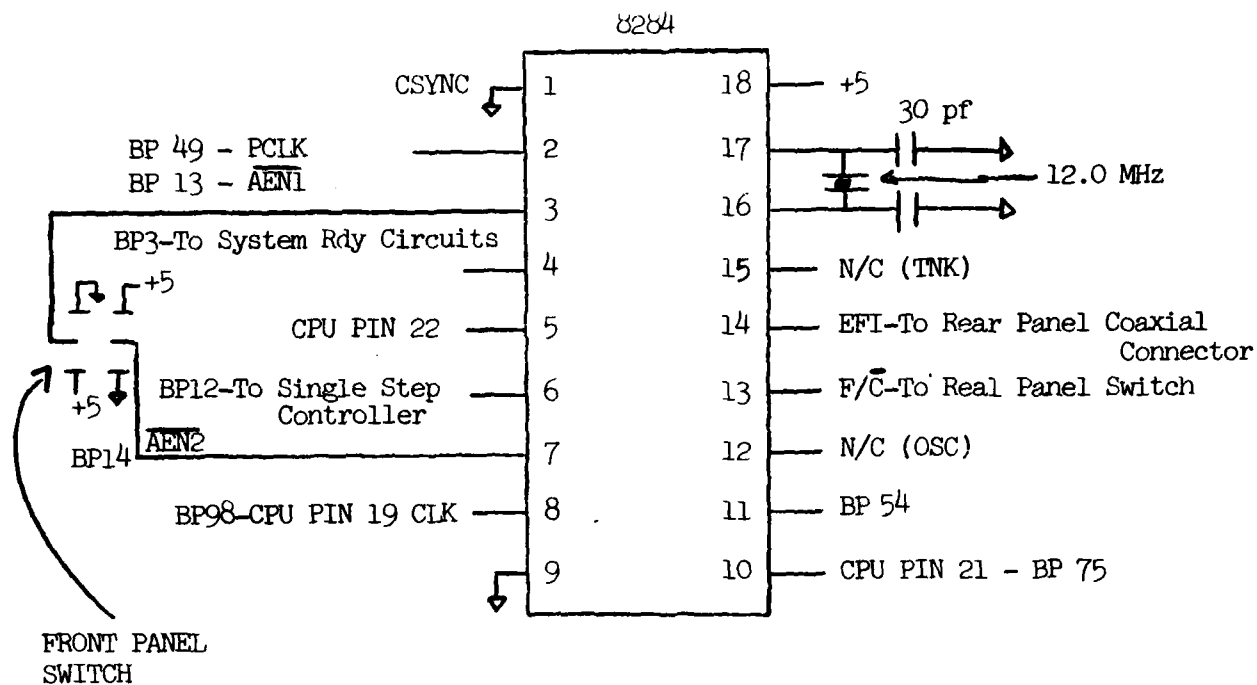 8284
CSYNC 1 18 +5
30 pf
BP 49 - PCLK 2 17
BP 13 - AEN1 12.0 MHz
3 16
BP3-To System Rdy Circuits
4 15 N/C (TNK)
+5
CPU PIN 22 5 14 EFI-To Rear Panel Coaxial
Connector
BP12-To Single Step 6 13 F/C-To Real Panel Switch
Controller
+5
BP14 AEN2 7 12 N/C (OSC)
BP98-CPU PIN 19 CLK 8 11 BP 54
9 10 CPU PIN 21 - BP 75
FRONT PANEL
SWITCH